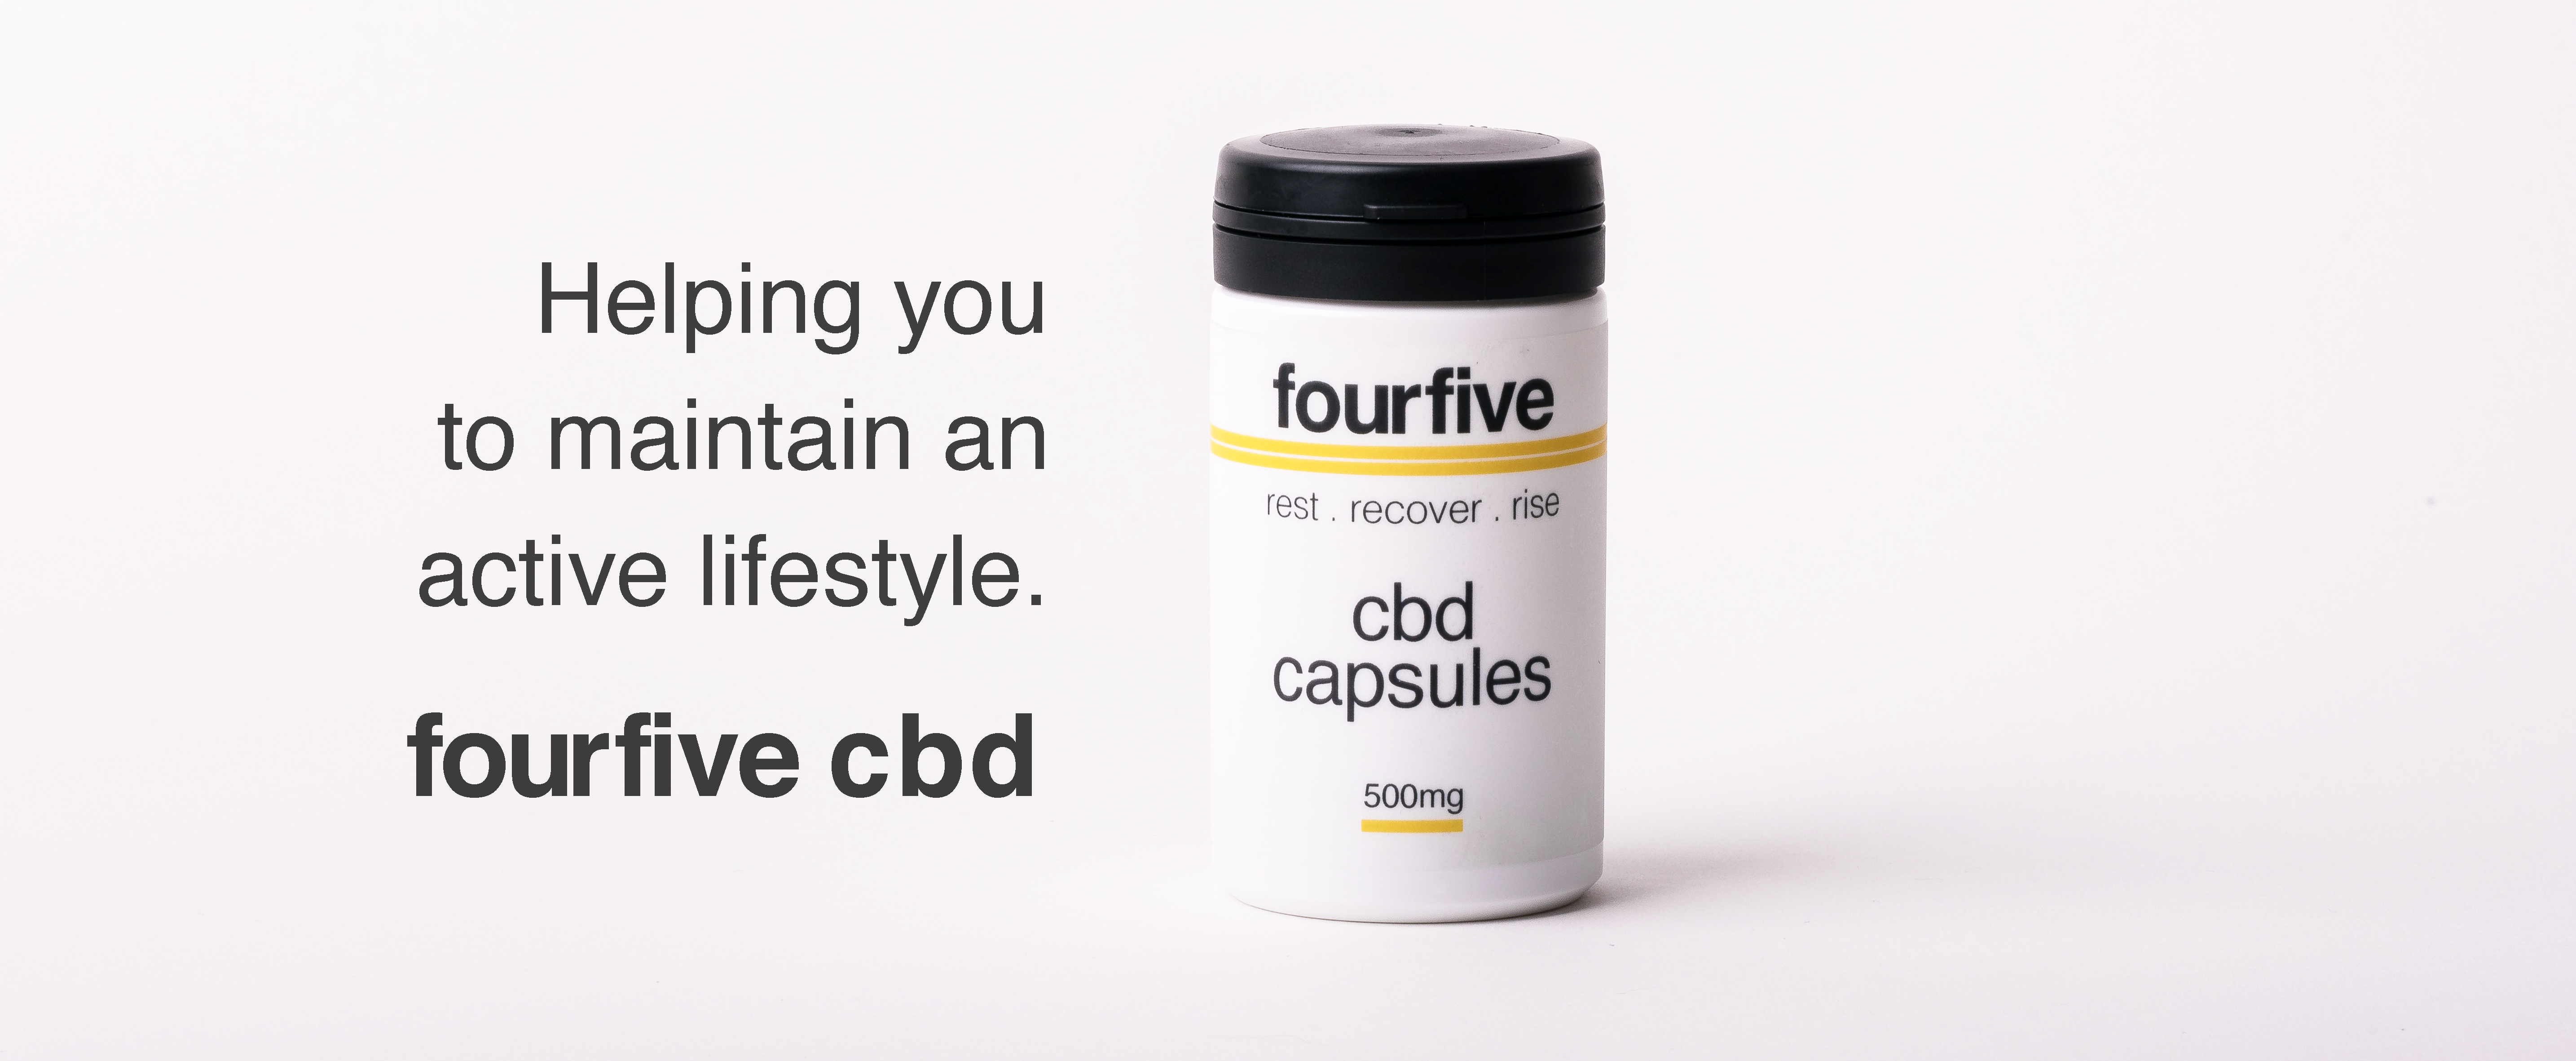 Helping you
to maintain an
active lifestyle.
fourfive cbd
fourfive
rest . recover . rise
cbd
capsules
500mg